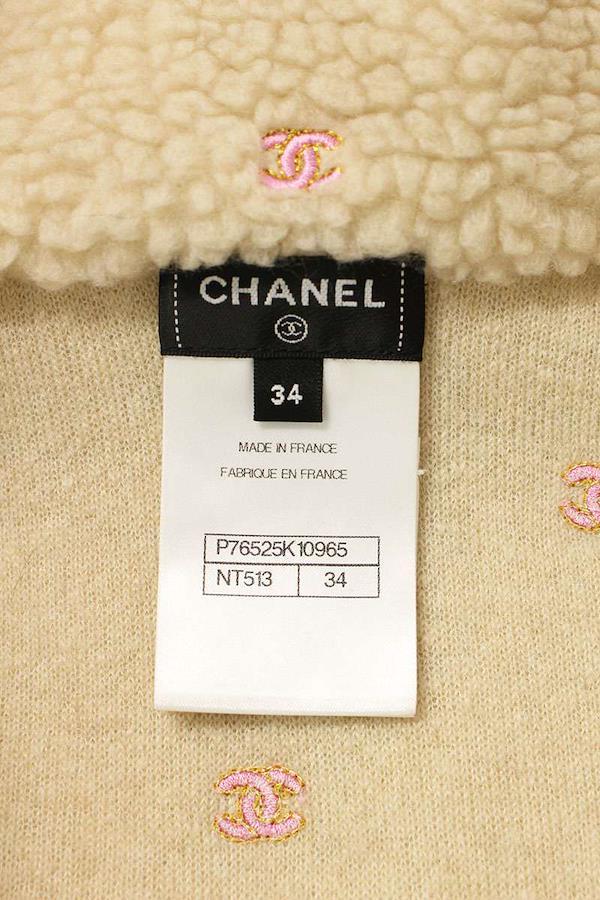 CHANEL
34
MADE IN FRANCE
FABRIQUE EN FRANCE
P76525K10965
NT513 34